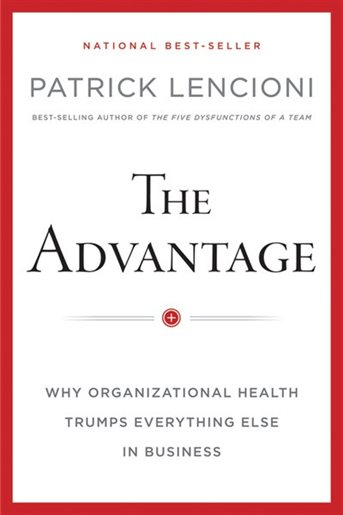 NATIONAL BEST-SELLER
PATRICK LENCIONI
BEST-SELLING AUTHOR OF THE FIVE DYSFUNCTIONS OF A TEAM
THE
ADVANTAGE
WHY ORGANIZATIONAL HEALTH
TRUMPS EVERYTHING ELSE
IN BUSINESS